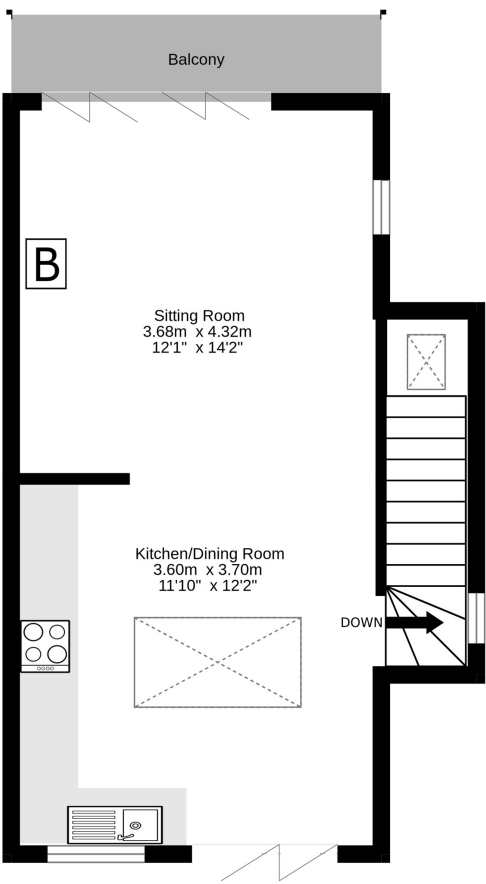 Balcony
B
Sitting Room
3.68m x 4.32m
12'1" x 14'2"
Kitchen/Dining Room
3.60m x 3.70m
11'10" x 12'2"
DOWN